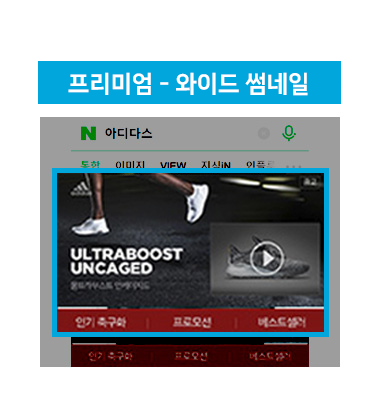 프리미엄 - 와이드 썸네일
N 아디다스
통합 이미지 VIEW 지식iN 인플루
adidas
ULTRABOOST
UNCAGED
울트라부스트 언케이지드
인기 축구화 | 프로모션 | 베스트셀러
인기 축구화 프로모션 베스트셀러